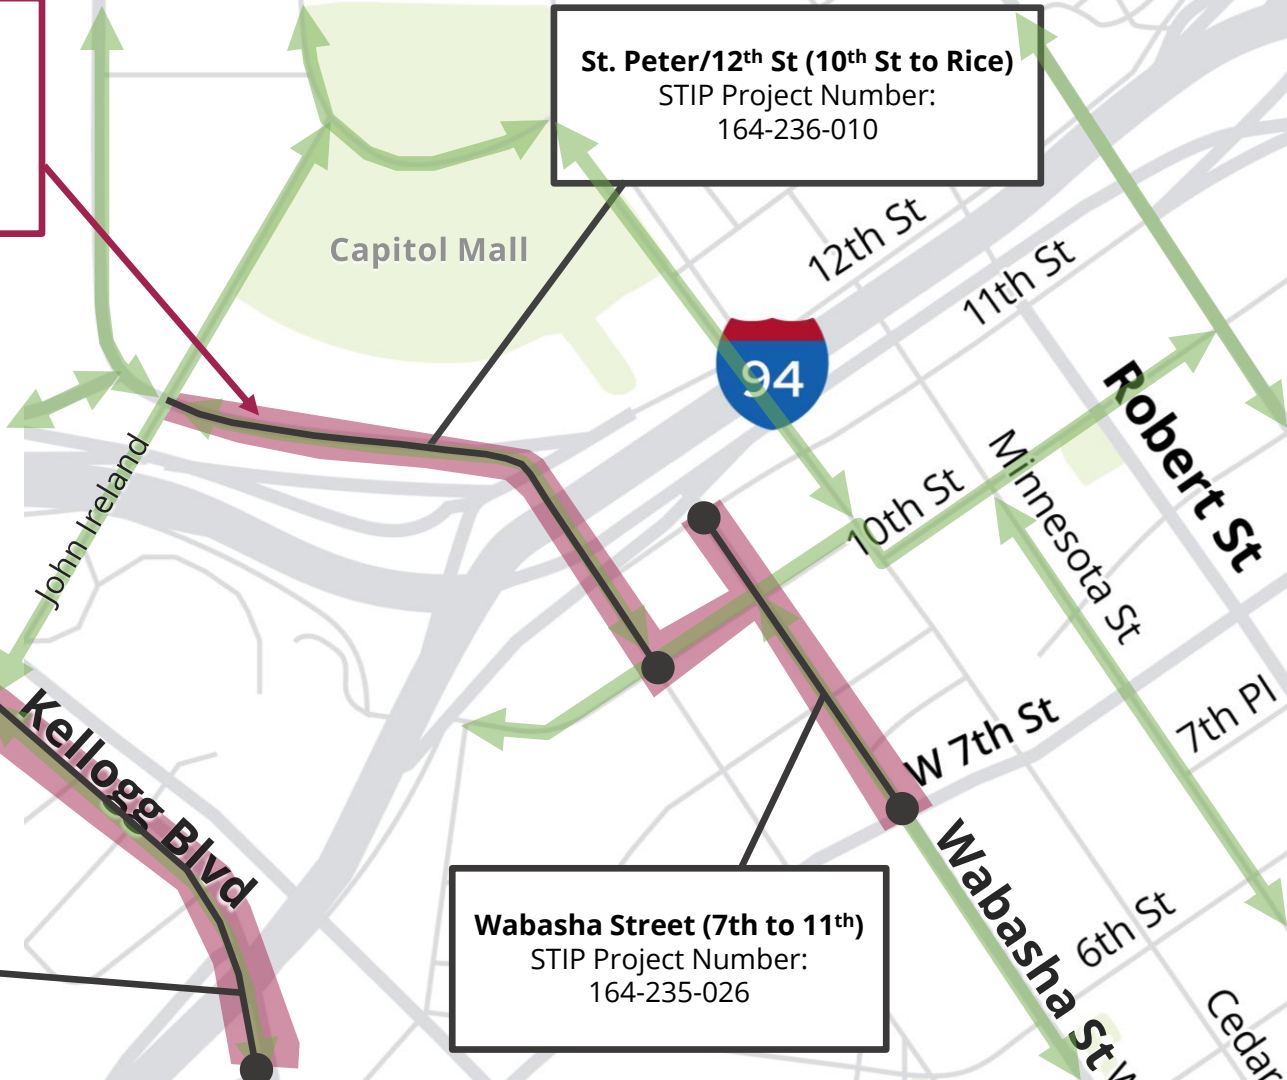 St. Peter/12th St (10th St to Rice)
STIP Project Number:
164-236-010
12th St
11th St
Capitol Mall
94
Robert St
Minnesota St
10th St
John Ireland
Kellogg Blvd
W 7th St
7th Pl
Wabasha St
6th St
Wabasha Street (7th to 11th)
STIP Project Number:
164-235-026
Cedar
W